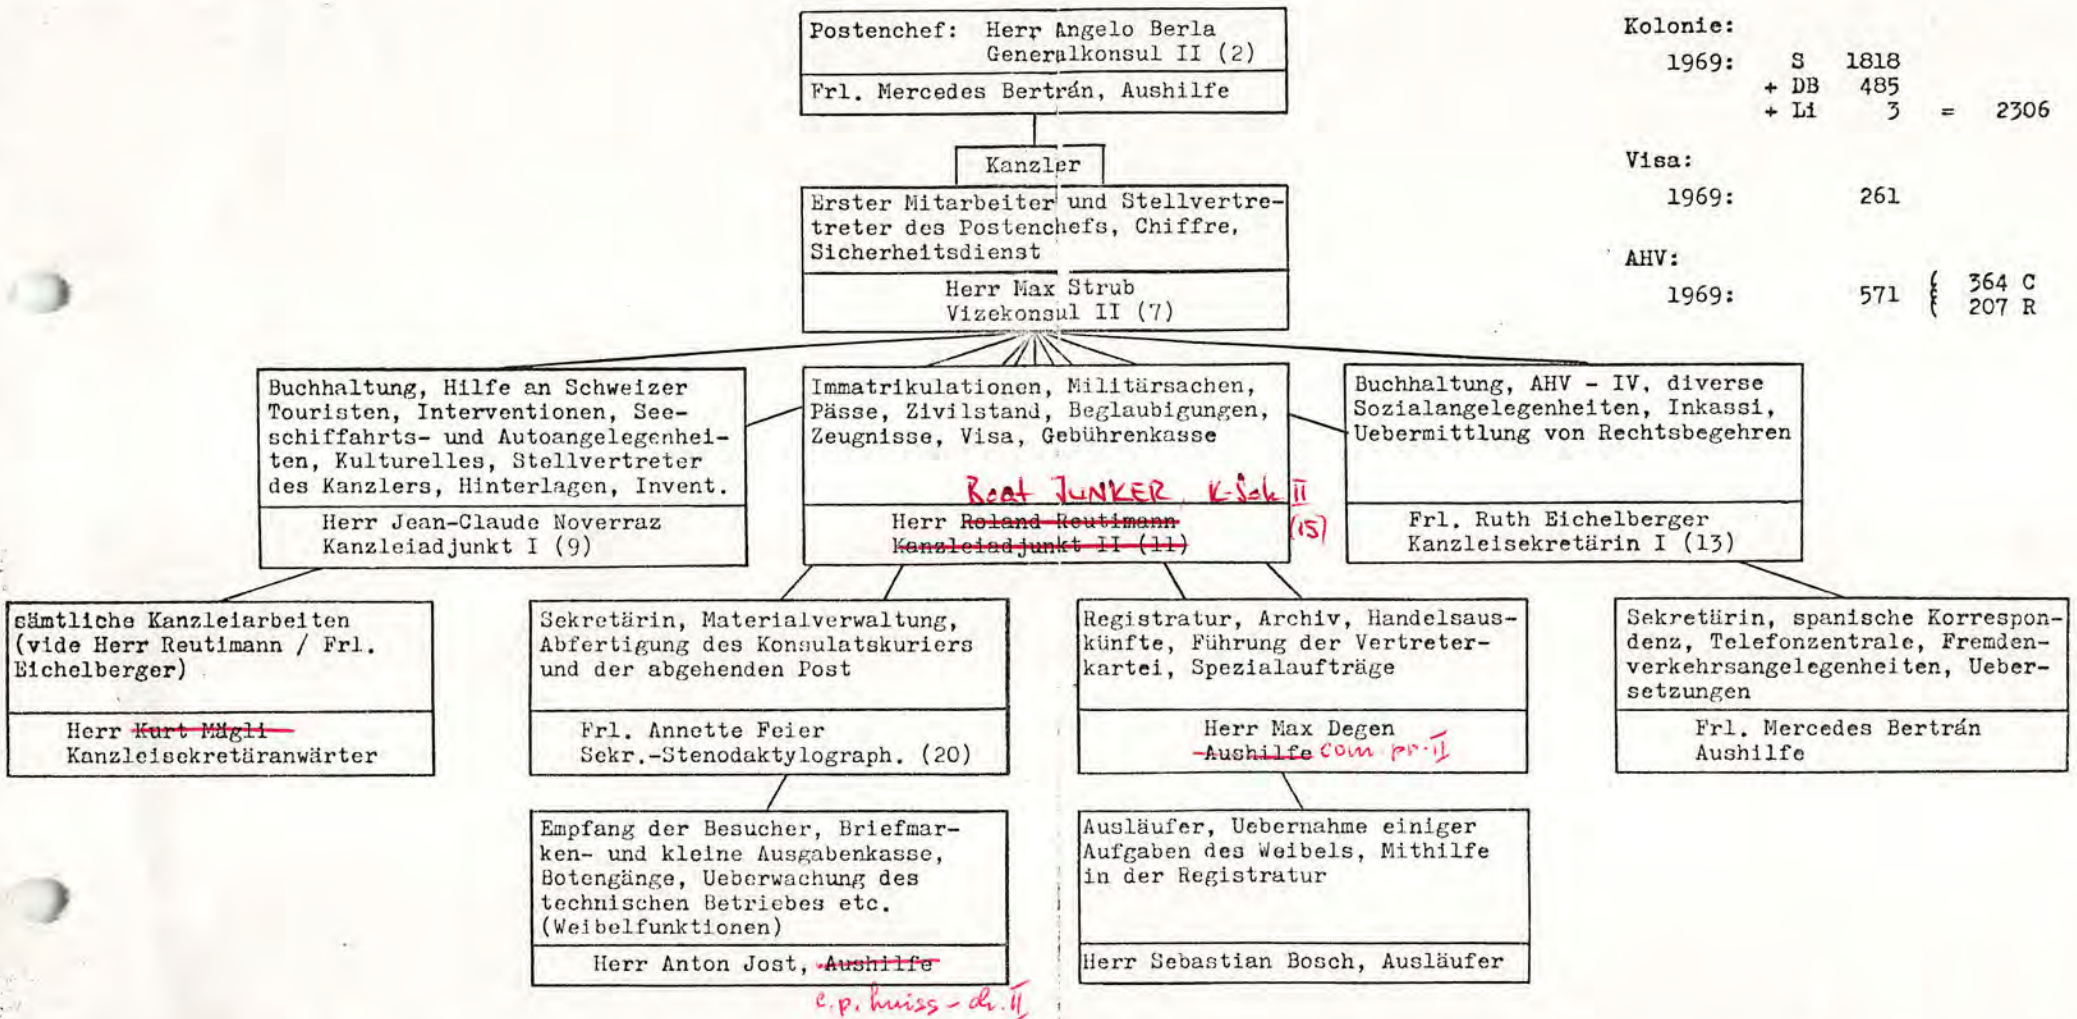 Postenchef: Herr Angelo Berla
Generalkonsul II (2)
Frl. Mercedes Bertrán, Aushilfe
Kolonie:
1969: S 1818
+ DB 485
+ Li 3 = 2306
Visa:
1969: 261
AHV:
1969: 571 { 364 C
{ 207 R
Kanzler
Erster Mitarbeiter und Stellvertre-
treter des Postenchefs, Chiffre,
Sicherheitsdienst
Herr Max Strub
Vizekonsul II (7)
Buchhaltung, Hilfe an Schweizer
Touristen, Interventionen, See-
schiffahrts- und Autoangelegenhei-
ten, Kulturelles, Stellvertreter
des Kanzlers, Hinterlagen, Invent.
Herr Jean-Claude Noverraz
Kanzleiadjunkt I (9)
Immatrikulationen, Militärsachen,
Pässe, Zivilstand, Beglaubigungen,
Zeugnisse, Visa, Gebührenkasse
Beat JUNKER K-Sek II
(15)
Herr Roland Reutimann
Kanzleiadjunkt II (11)
Buchhaltung, AHV - IV, diverse
Sozialangelegenheiten, Inkassi,
Uebermittlung von Rechtsbegehren
Frl. Ruth Eichelberger
Kanzleisekretärin I (13)
sämtliche Kanzleiarbeiten
(vide Herr Reutimann / Frl.
Eichelberger)
Herr Kurt Mägli
Kanzleisekretäranwärter
Sekretärin, Materialverwaltung,
Abfertigung des Konsulatskuriers
und der abgehenden Post
Frl. Annette Feier
Sekr.-Stenodaktylograph. (20)
Registratur, Archiv, Handelsaus-
künfte, Führung der Vertreter-
kartei, Spezialaufträge
Herr Max Degen
Aushilfe com pr. II
Sekretärin, spanische Korrespon-
denz, Telefonzentrale, Fremden-
verkehrsangelegenheiten, Ueber-
setzungen
Frl. Mercedes Bertrán
Aushilfe
Empfang der Besucher, Briefmar-
ken- und kleine Ausgabenkasse,
Botengänge, Ueberwachung des
technischen Betriebes etc.
(Weibelfunktionen)
Herr Anton Jost, Aushilfe
c.p. huiss - ch. II
Ausläufer, Uebernahme einiger
Aufgaben des Weibels, Mithilfe
in der Registratur
Herr Sebastian Bosch, Ausläufer